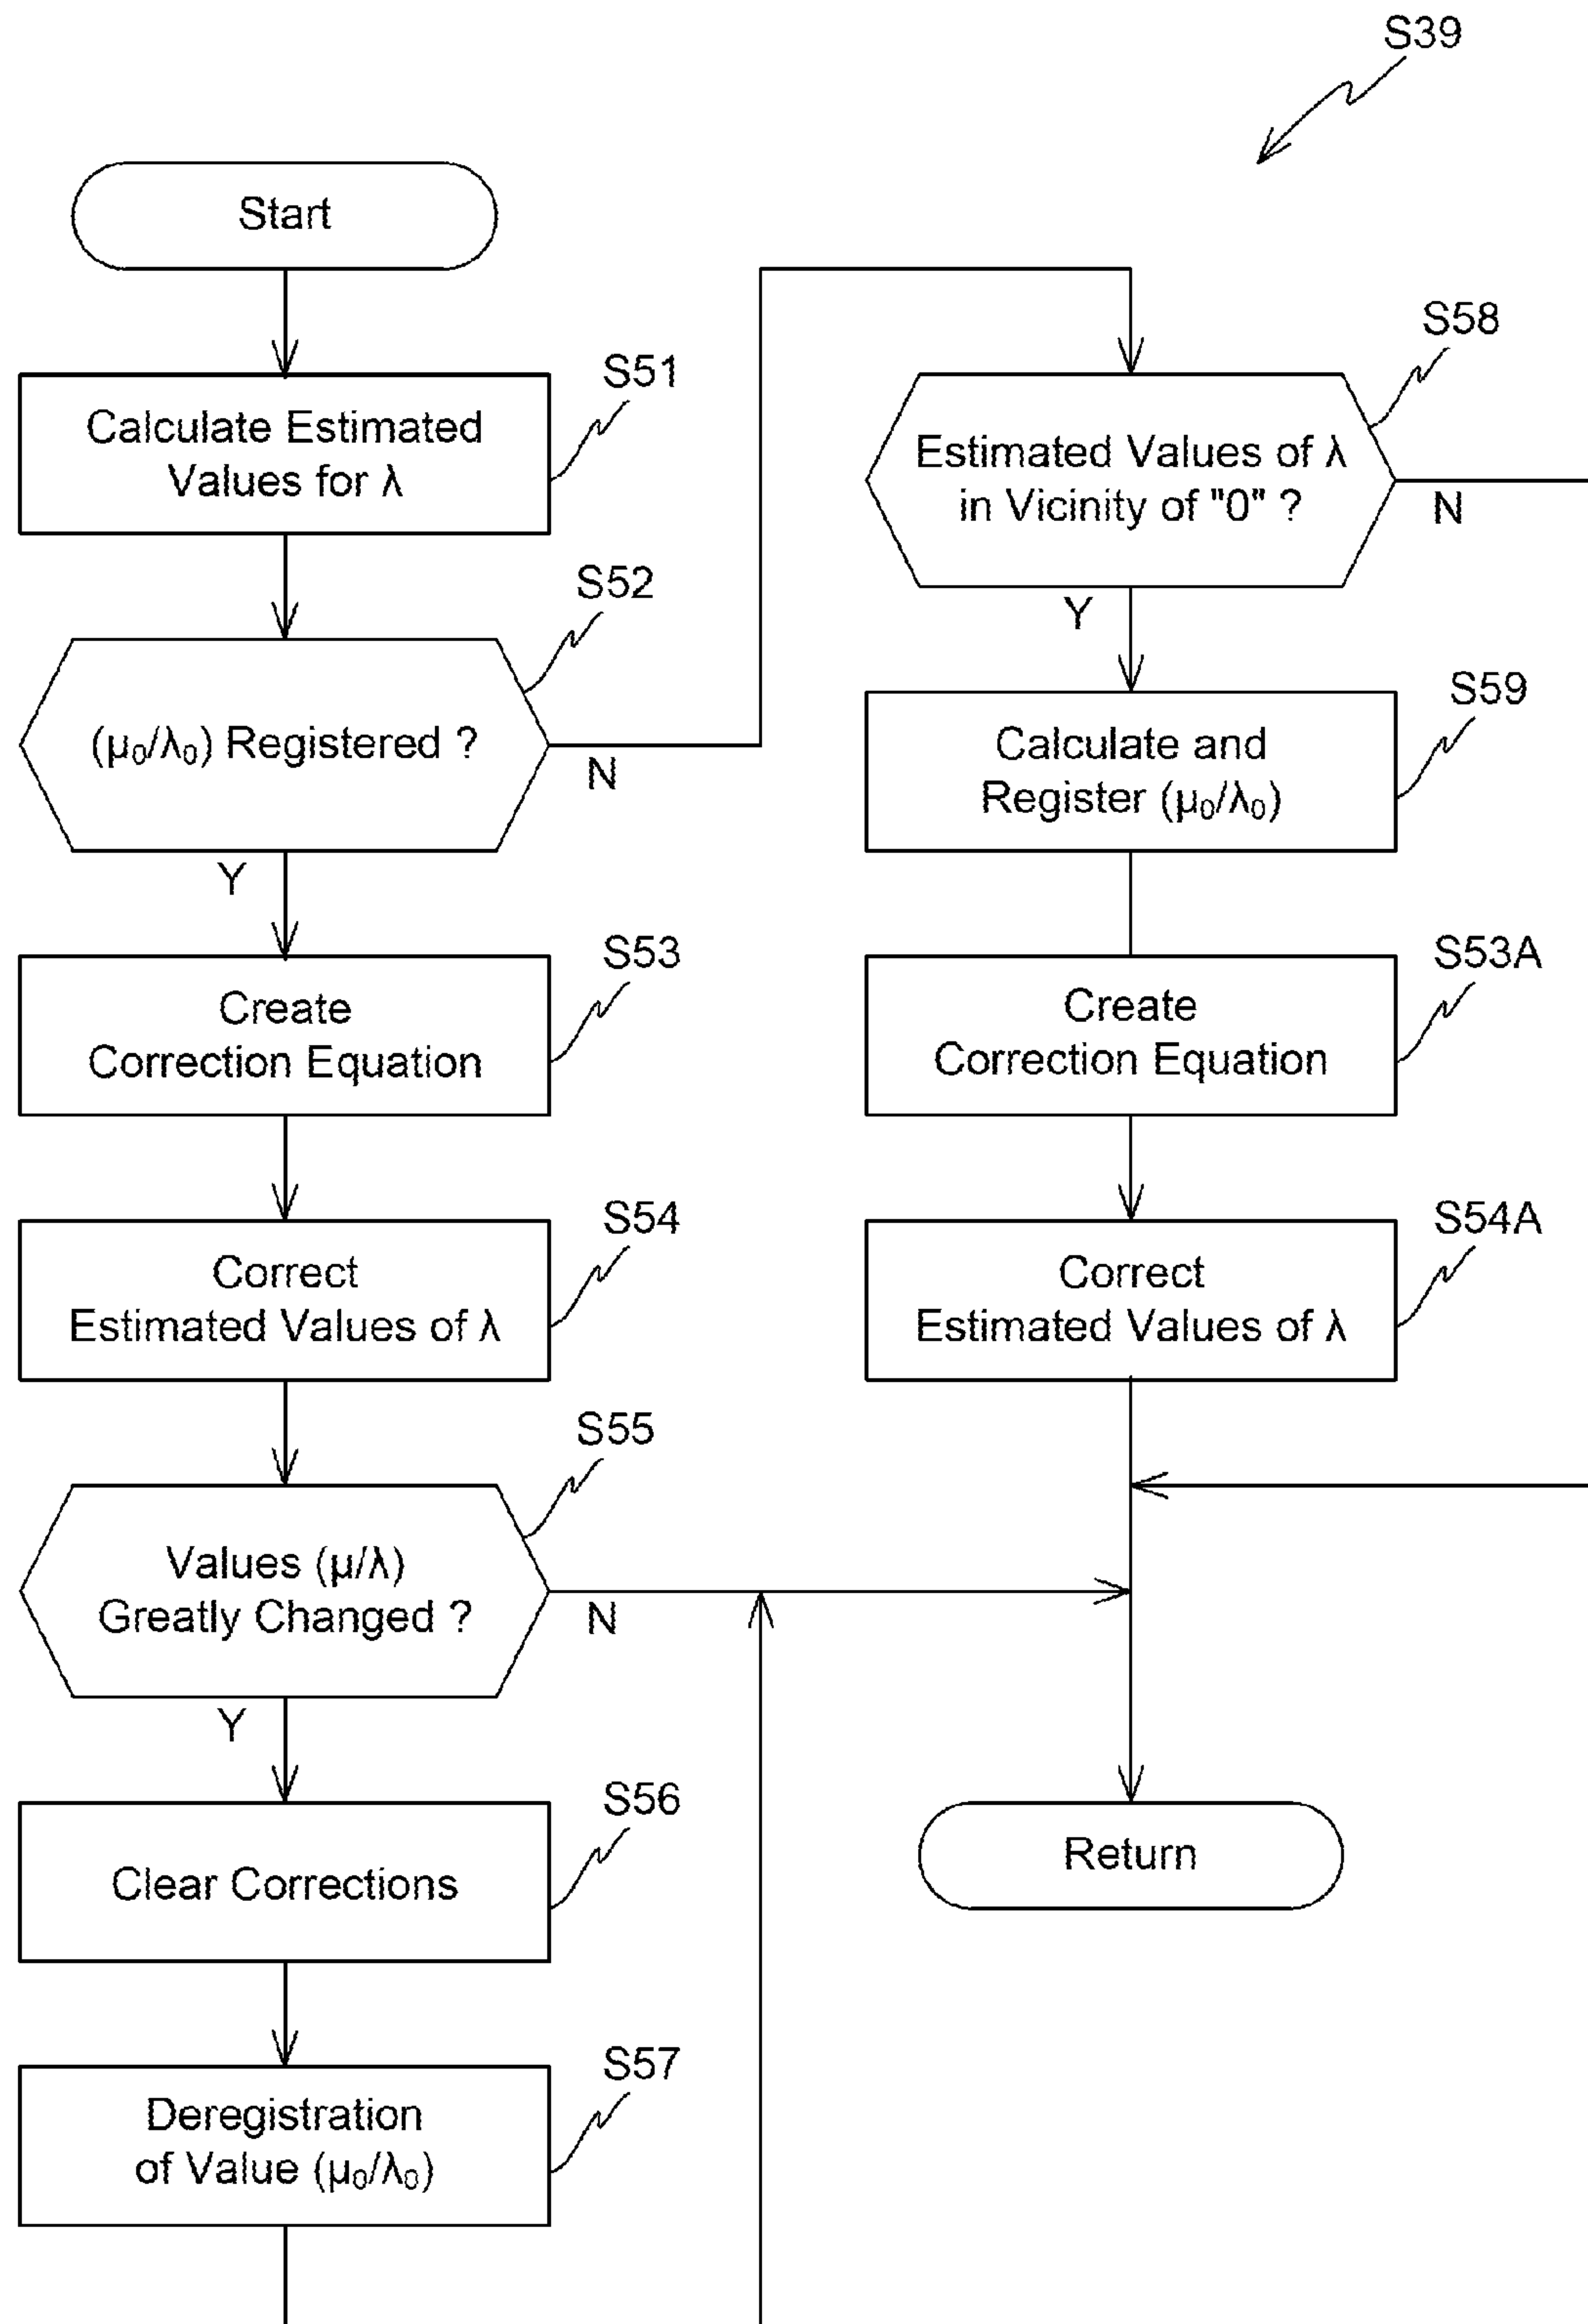 S39
Start
S51
Calculate Estimated
Values for λ
S52
(μ₀/λ₀) Registered ?
N
Y
S53
Create
Correction Equation
S54
Correct
Estimated Values of λ
S55
Values (μ/λ)
Greatly Changed ?
N
Y
S56
Clear Corrections
S57
Deregistration
of Value (μ₀/λ₀)
S58
Estimated Values of λ
in Vicinity of "0" ?
N
Y
S59
Calculate and
Register (μ₀/λ₀)
S53A
Create
Correction Equation
S54A
Correct
Estimated Values of λ
Return